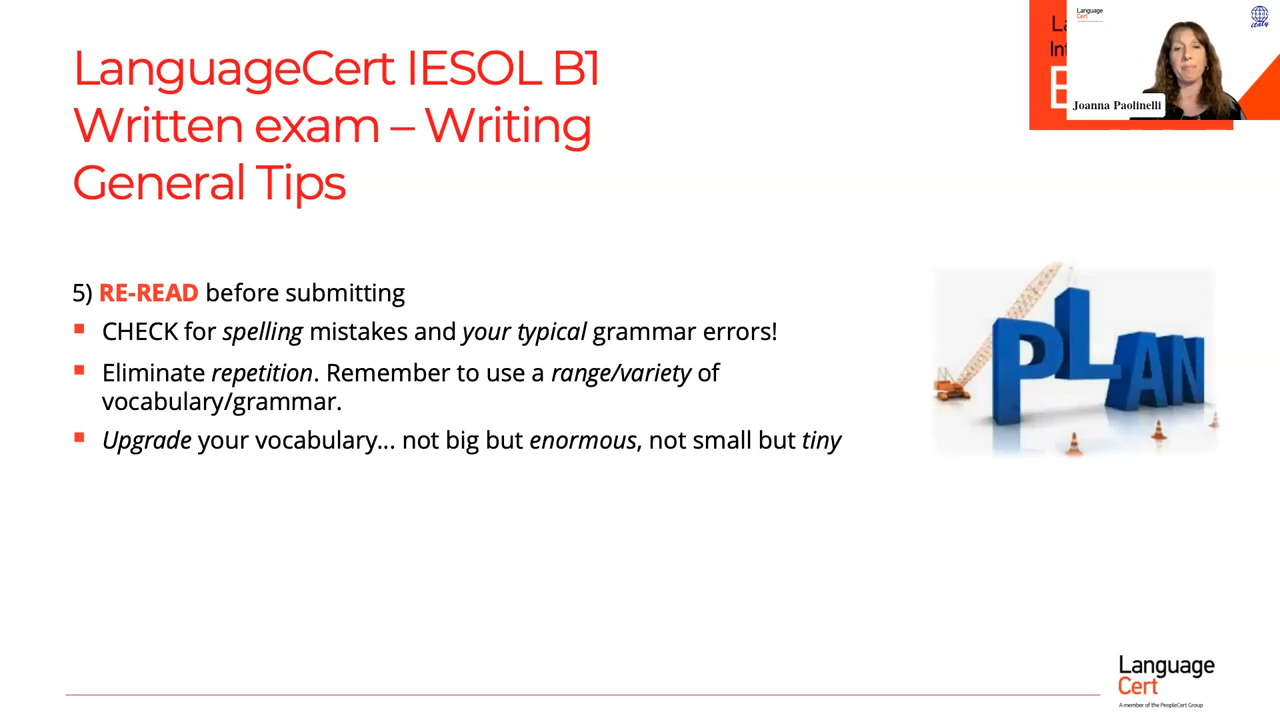 LanguageCert IESOL B1
Written exam – Writing
General Tips
5) RE-READ before submitting
CHECK for spelling mistakes and your typical grammar errors!
Eliminate repetition. Remember to use a range/variety of
vocabulary/grammar.
Upgrade your vocabulary... not big but enormous, not small but tiny
PLAN
Language
Cert
Joanna Paolinelli
Language
Cert
A member of the PeopleCert Group